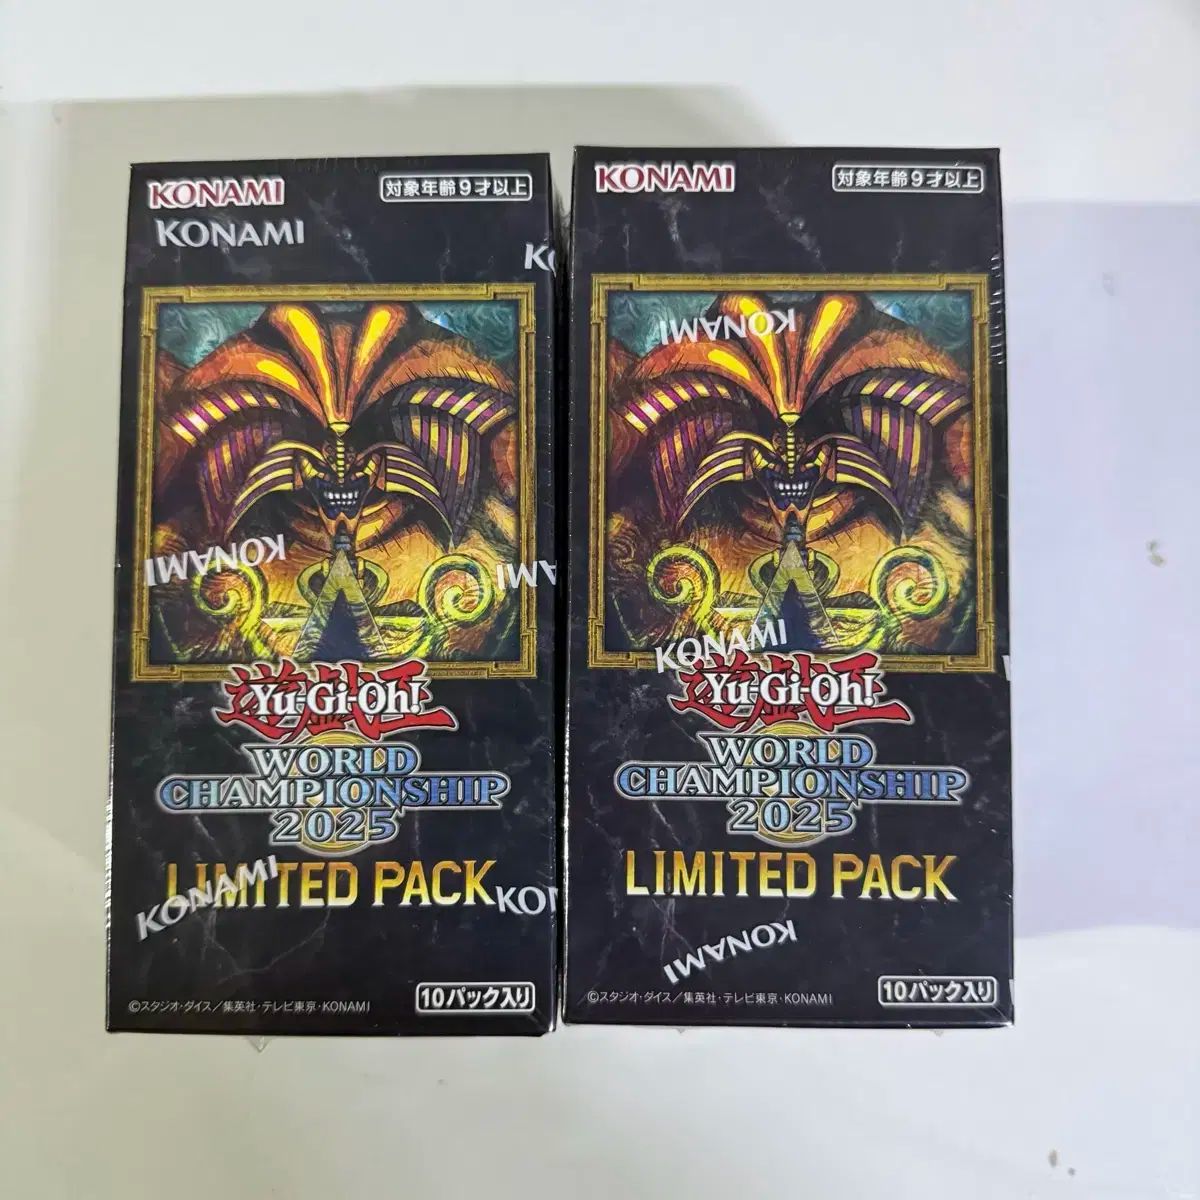 KONAMI
対象年齢9才以上
KONAMI
KONAMI
KONAMI
遊戯王
Yu-Gi-Oh!
WORLD
CHAMPIONSHIP
2025
LIMITED PACK
KONAMI
©スタジオ・ダイス/集英社・テレビ東京・KONAMI
10パック入り
KONAMI
対象年齢9才以上
KONAMI
KONAMI
遊戯王
Yu-Gi-Oh!
WORLD
CHAMPIONSHIP
2025
LIMITED PACK
KONAMI
©スタジオ・ダイス/集英社・テレビ東京・KONAMI
10パック入り